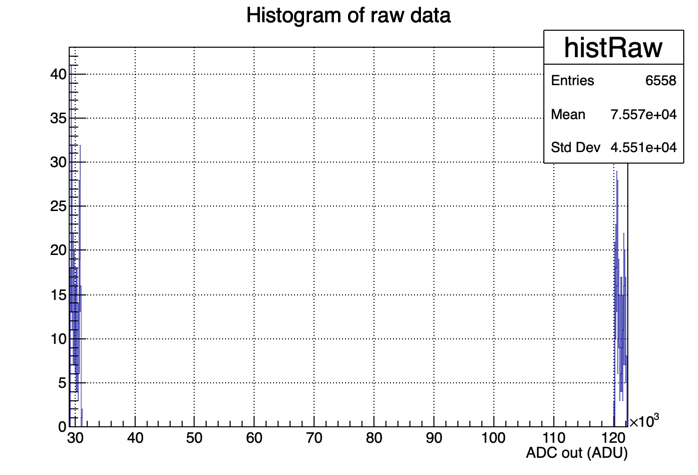 Histogram of raw data
histRaw
Entries 6558
Mean 7.557e+04
Std Dev 4.551e+04
40
35
30
25
20
15
10
5
0
30 40 50 60 70 80 90 100 110 120
×10³
ADC out (ADU)